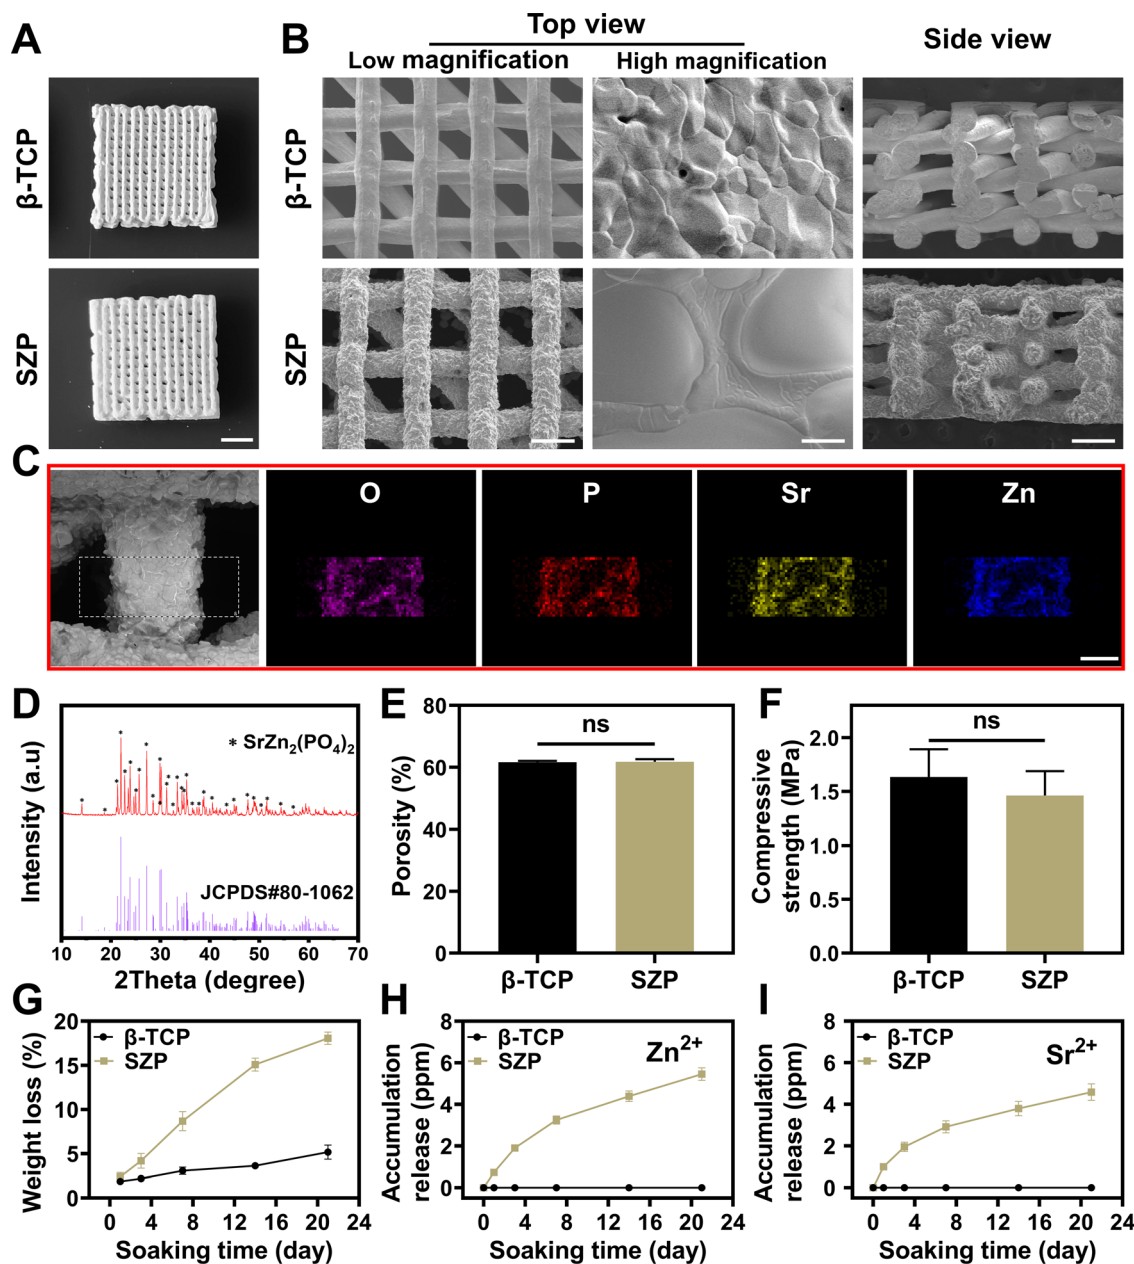 A
B
Top view
Side view
Low magnification
High magnification
β-TCP
β-TCP
SZP
SZP
C
O
P
Sr
Zn
D
* SrZn₂(PO₄)₂
JCPDS#80-1062
Intensity (a.u)
10 20 30 40 50 60 70
2Theta (degree)
E
80
60
40
20
0
Porosity (%)
ns
β-TCP
SZP
F
2.0
1.5
1.0
0.5
0.0
Compressive
strength (MPa)
ns
β-TCP
SZP
G
20
15
10
5
0
Weight loss (%)
β-TCP
SZP
0 4 8 12 16 20 24
Soaking time (day)
H
8
6
4
2
0
Accumulation
release (ppm)
β-TCP
SZP
Zn²⁺
0 4 8 12 16 20 24
Soaking time (day)
I
8
6
4
2
0
Accumulation
release (ppm)
β-TCP
SZP
Sr²⁺
0 4 8 12 16 20 24
Soaking time (day)